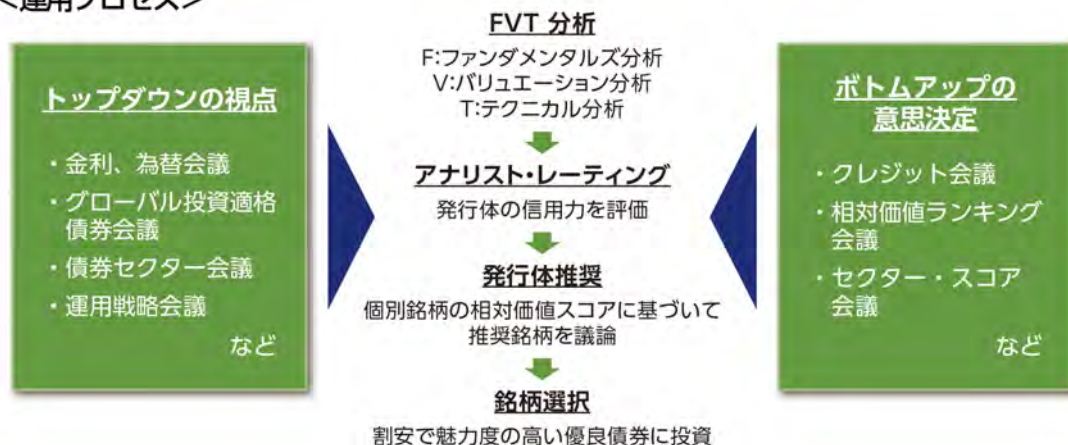 <運用プロセス>
トップダウンの視点
・金利、為替会議
・グローバル投資適格
債券会議
・債券セクター会議
・運用戦略会議
など
FVT 分析
F:ファンダメンタルズ分析
V:バリュエーション分析
T:テクニカル分析
アナリスト・レーティング
発行体の信用力を評価
発行体推奨
個別銘柄の相対価値スコアに基づいて
推奨銘柄を議論
銘柄選択
割安で魅力度の高い優良債券に投資
ボトムアップの
意思決定
・クレジット会議
・相対価値ランキング
会議
・セクター・スコア
会議
など